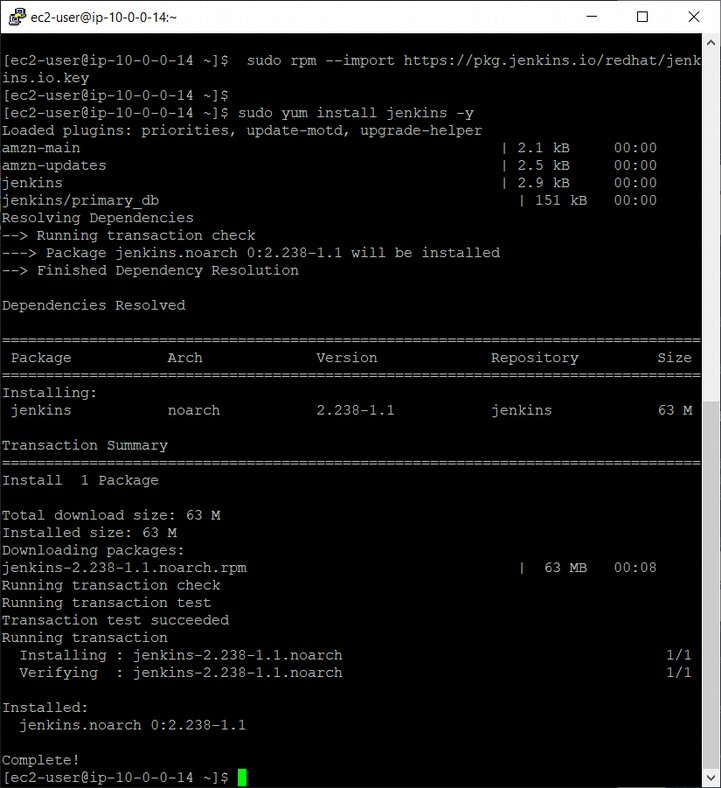 ec2-user@ip-10-0-0-14:~
[ec2-user@ip-10-0-0-14 ~]$  sudo rpm --import https://pkg.jenkins.io/redhat/jenk
ins.io.key
[ec2-user@ip-10-0-0-14 ~]$
[ec2-user@ip-10-0-0-14 ~]$ sudo yum install jenkins -y
Loaded plugins: priorities, update-motd, upgrade-helper
amzn-main                                                | 2.1 kB     00:00
amzn-updates                                             | 2.5 kB     00:00
jenkins                                                  | 2.9 kB     00:00
jenkins/primary_db                                         | 151 kB   00:00
Resolving Dependencies
--> Running transaction check
---> Package jenkins.noarch 0:2.238-1.1 will be installed
--> Finished Dependency Resolution
Dependencies Resolved
================================================================================
 Package           Arch             Version             Repository         Size
================================================================================
Installing:
 jenkins           noarch           2.238-1.1           jenkins            63 M
Transaction Summary
================================================================================
Install  1 Package
Total download size: 63 M
Installed size: 63 M
Downloading packages:
jenkins-2.238-1.1.noarch.rpm                               |  63 MB   00:08
Running transaction check
Running transaction test
Transaction test succeeded
Running transaction
  Installing : jenkins-2.238-1.1.noarch                                     1/1
  Verifying  : jenkins-2.238-1.1.noarch                                     1/1
Installed:
  jenkins.noarch 0:2.238-1.1
Complete!
[ec2-user@ip-10-0-0-14 ~]$